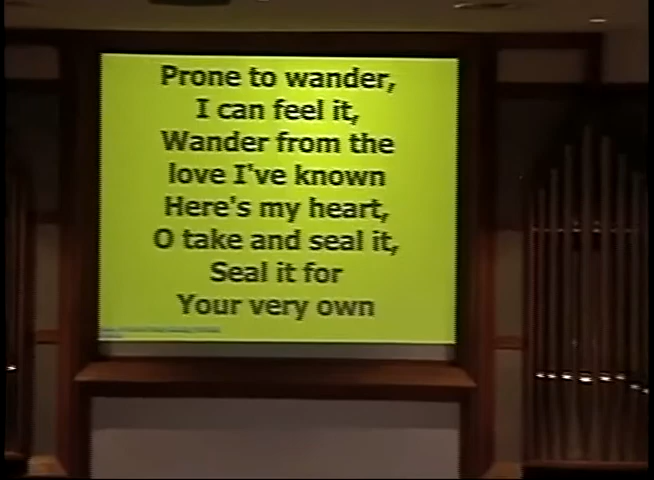 Prone to wander,
I can feel it,
Wander from the
love I've known
Here's my heart,
O take and seal it,
Seal it for
Your very own